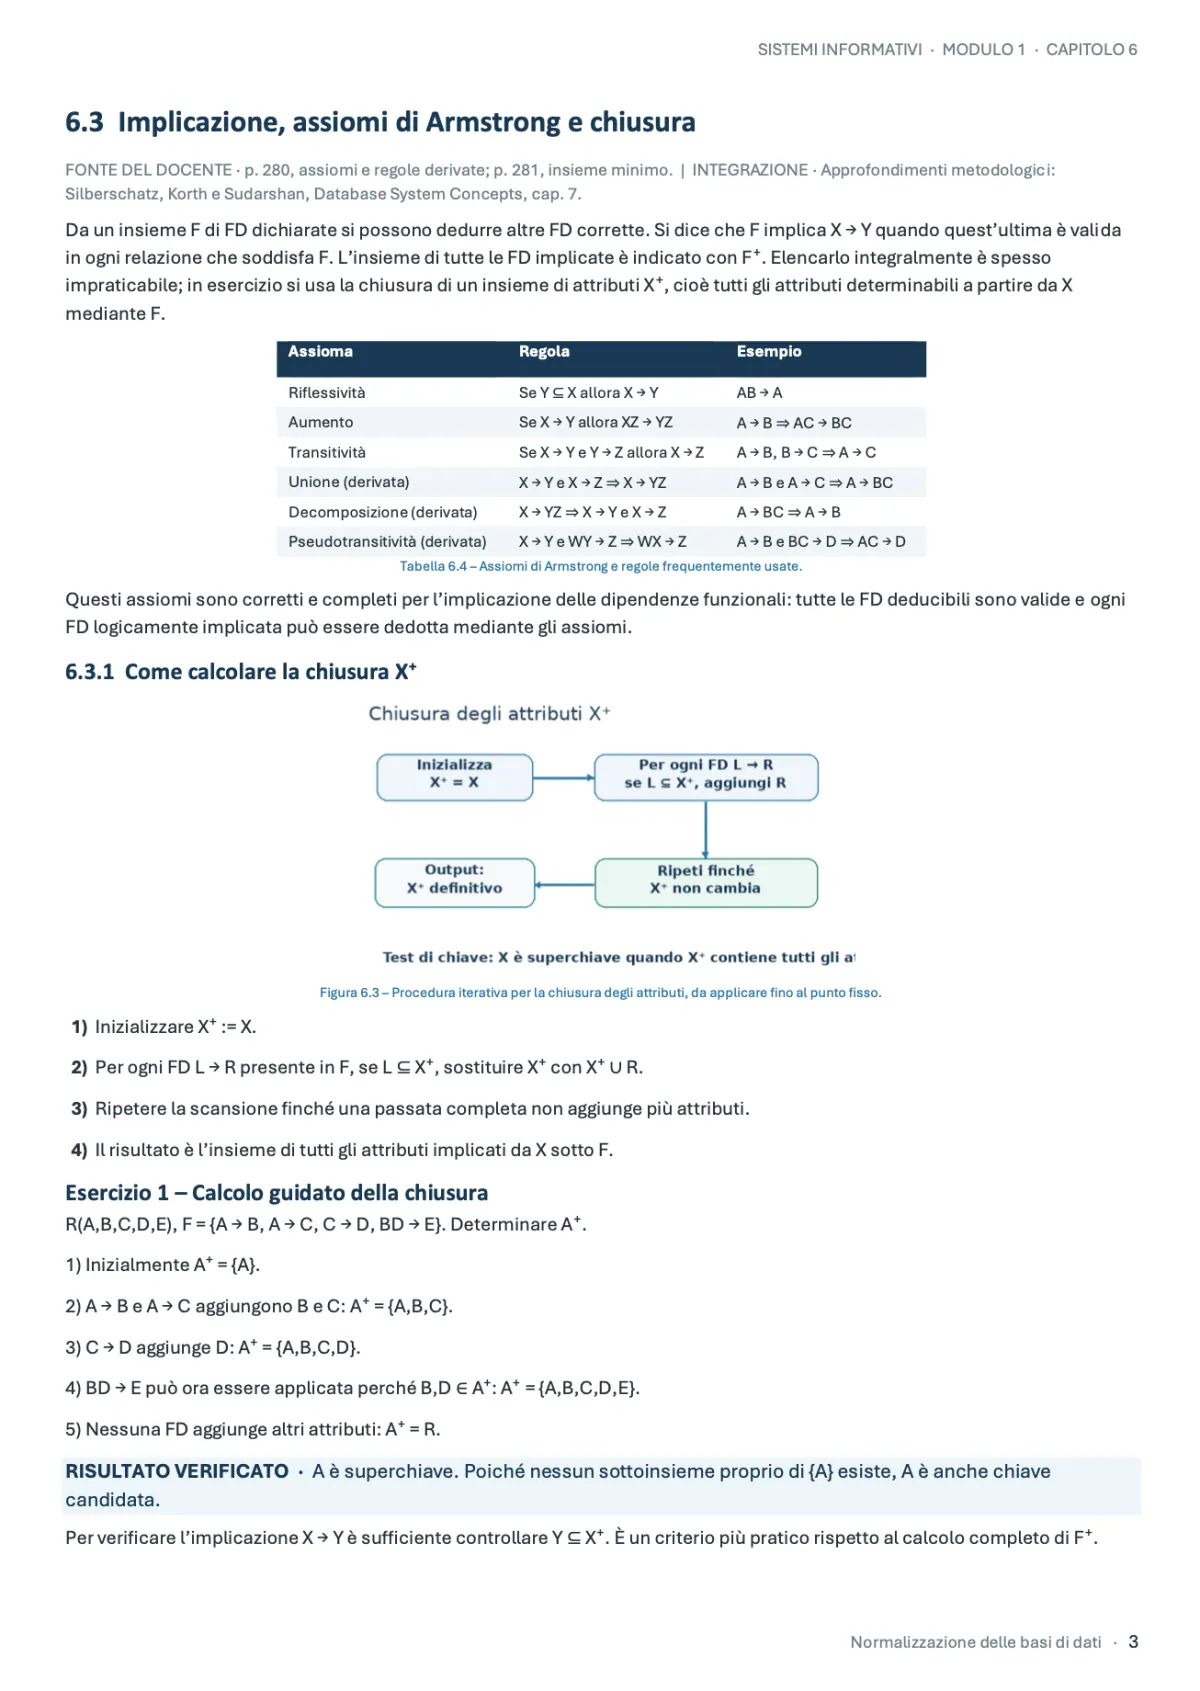 SISTEMI INFORMATIVI · MODULO 1 · CAPITOLO 6
6.3 Implicazione, assiomi di Armstrong e chiusura
FONTE DEL DOCENTE · p. 280, assiomi e regole derivate; p. 281, insieme minimo. | INTEGRAZIONE · Approfondimenti metodologici:
Silberschatz, Korth e Sudarshan, Database System Concepts, cap. 7.
Da un insieme F di FD dichiarate si possono dedurre altre FD corrette. Si dice che F implica X → Y quando quest’ultima è valida
in ogni relazione che soddisfa F. L’insieme di tutte le FD implicate è indicato con F⁺. Elencarlo integralmente è spesso
impraticabile; in esercizio si usa la chiusura di un insieme di attributi X⁺, cioè tutti gli attributi determinabili a partire da X
mediante F.
Assioma Regola Esempio
Riflessività Se Y ⊆ X allora X → Y AB → A
Aumento Se X → Y allora XZ → YZ A → B ⇒ AC → BC
Transitività Se X → Y e Y → Z allora X → Z A → B, B → C ⇒ A → C
Unione (derivata) X → Y e X → Z ⇒ X → YZ A → B e A → C ⇒ A → BC
Decomposizione (derivata) X → YZ ⇒ X → Y e X → Z A → BC ⇒ A → B
Pseudotransitività (derivata) X → Y e WY → Z ⇒ WX → Z A → B e BC → D ⇒ AC → D
Tabella 6.4 – Assiomi di Armstrong e regole frequentemente usate.
Questi assiomi sono corretti e completi per l’implicazione delle dipendenze funzionali: tutte le FD deducibili sono valide e ogni
FD logicamente implicata può essere dedotta mediante gli assiomi.
6.3.1 Come calcolare la chiusura X⁺
Chiusura degli attributi X⁺
Inizializza
X⁺ = X
Per ogni FD L → R
se L ⊆ X⁺, aggiungi R
Output:
X⁺ definitivo
Ripeti finché
X⁺ non cambia
Test di chiave: X è superchiave quando X⁺ contiene tutti gli a
Figura 6.3 – Procedura iterativa per la chiusura degli attributi, da applicare fino al punto fisso.
1) Inizializzare X⁺ := X.
2) Per ogni FD L → R presente in F, se L ⊆ X⁺, sostituire X⁺ con X⁺ ∪ R.
3) Ripetere la scansione finché una passata completa non aggiunge più attributi.
4) Il risultato è l’insieme di tutti gli attributi implicati da X sotto F.
Esercizio 1 – Calcolo guidato della chiusura
R(A,B,C,D,E), F = {A → B, A → C, C → D, BD → E}. Determinare A⁺.
1) Inizialmente A⁺ = {A}.
2) A → B e A → C aggiungono B e C: A⁺ = {A,B,C}.
3) C → D aggiunge D: A⁺ = {A,B,C,D}.
4) BD → E può ora essere applicata perché B,D ∈ A⁺: A⁺ = {A,B,C,D,E}.
5) Nessuna FD aggiunge altri attributi: A⁺ = R.
RISULTATO VERIFICATO · A è superchiave. Poiché nessun sottoinsieme proprio di {A} esiste, A è anche chiave
candidata.
Per verificare l’implicazione X → Y è sufficiente controllare Y ⊆ X⁺. È un criterio più pratico rispetto al calcolo completo di F⁺.
Normalizzazione delle basi di dati · 3